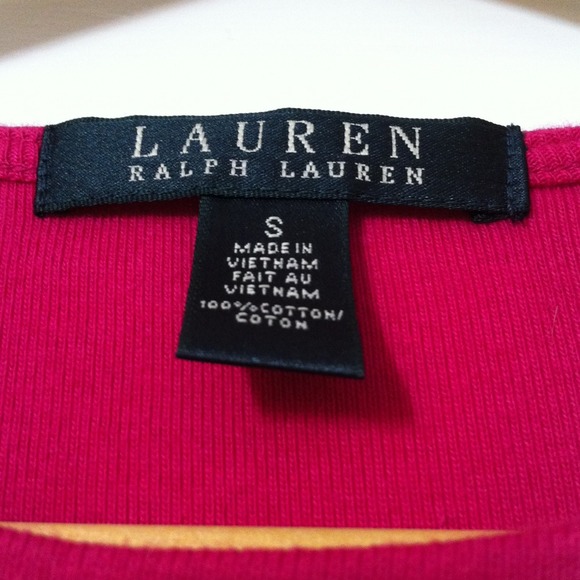 LAUREN
RALPH LAUREN
S
MADE IN
VIETNAM
FAIT AU
VIETNAM
100%COTTON/
COTON